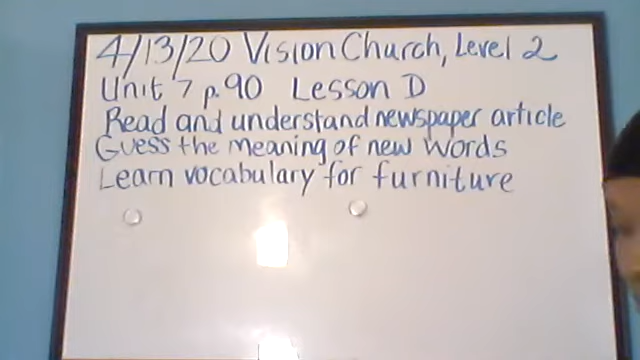 4/13/20 Vision Church, Level 2
Unit 7 p.90 Lesson D
Read and understand newspaper article
Guess the meaning of new words
Learn vocabulary for furniture